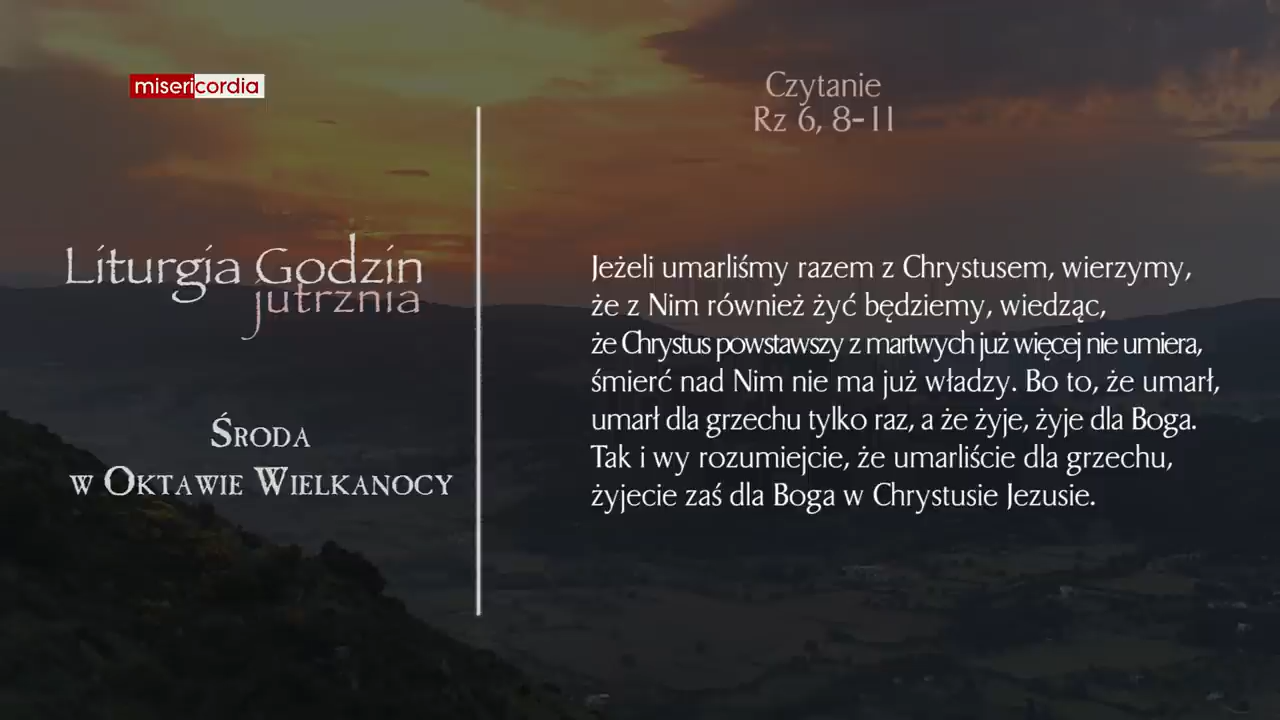 misericordia
Liturgia Godzin
jutrznia
Środa
w Oktawie Wielkanocy
Czytanie
Rz 6, 8-11
Jeżeli umarliśmy razem z Chrystusem, wierzymy,
że z Nim również żyć będziemy, wiedząc,
że Chrystus powstawszy z martwych już więcej nie umiera,
śmierć nad Nim nie ma już władzy. Bo to, że umarł,
umarł dla grzechu tylko raz, a że żyje, żyje dla Boga.
Tak i wy rozumiejcie, że umarliście dla grzechu,
żyjecie zaś dla Boga w Chrystusie Jezusie.